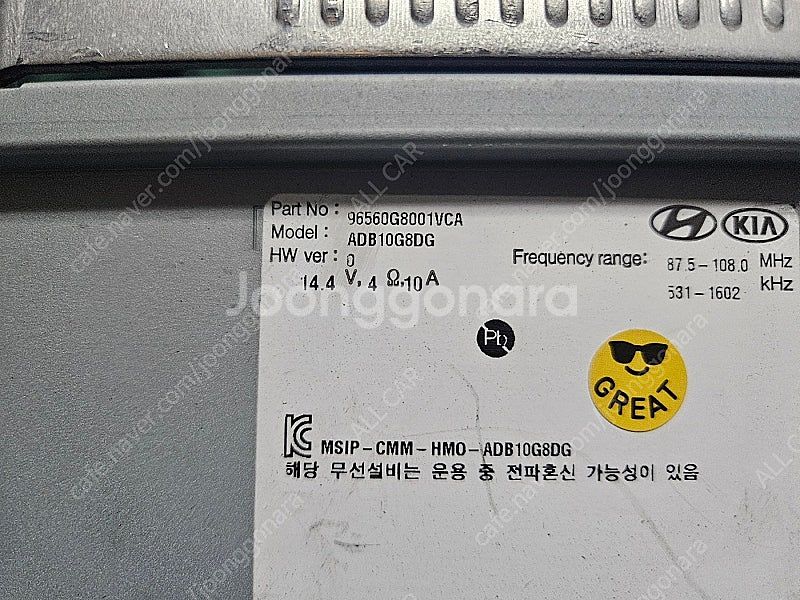 Part No : 96560G8001VCA
Model : ADB10G8DG
HW ver : 0
14.4 V, 4 Ω, 10 A
KIA
Frequency range: 87.5-108.0 MHz
531-1602 kHz
Pb
GREAT
MSIP-CMM-HMO-ADB10G8DG
해당 무선설비는 운용 중 전파혼신 가능성이 있음
Joonggonara
ALL CAR
cafe.naver.com/joonggonara